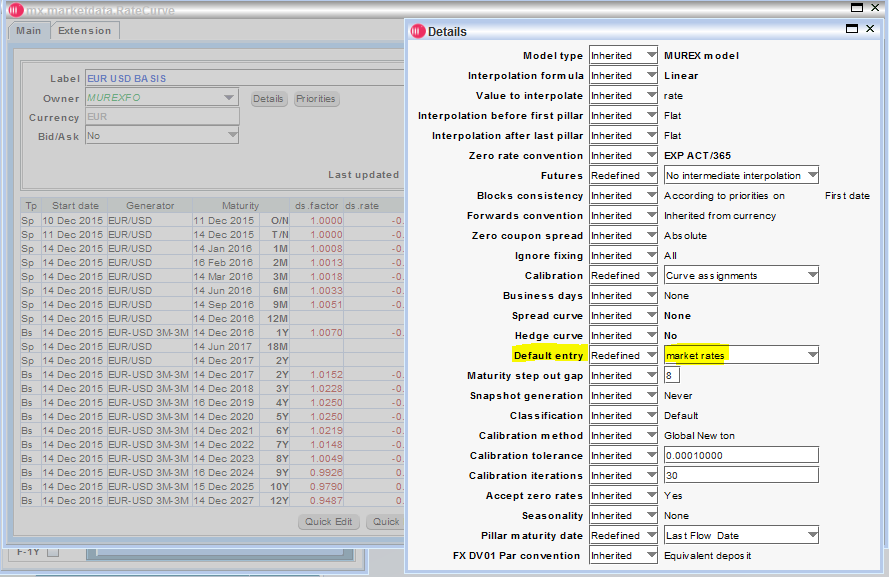 mx marketdata.RateCurve
Main Extension
Label EUR USD BASIS
Owner MUREXFO Details Priorities
Currency EUR
Bid/Ask No
Last updated
Tp Start date Generator Maturity ds.factor ds.rate
Sp 10 Dec 2015 EUR/USD 11 Dec 2015 O/N 1.0000 -0.
Sp 11 Dec 2015 EUR/USD 14 Dec 2015 T/N 1.0000 -0.
Sp 14 Dec 2015 EUR/USD 14 Jan 2016 1M 1.0008 -0.
Sp 14 Dec 2015 EUR/USD 16 Feb 2016 2M 1.0013 -0.
Sp 14 Dec 2015 EUR/USD 14 Mar 2016 3M 1.0018 -0.
Sp 14 Dec 2015 EUR/USD 14 Jun 2016 6M 1.0033 -0.
Sp 14 Dec 2015 EUR/USD 14 Sep 2016 9M 1.0051 -0.
Sp 14 Dec 2015 EUR/USD 14 Dec 2016 12M
Bs 14 Dec 2015 EUR-USD 3M-3M 14 Dec 2016 1Y 1.0070 -0.
Sp 14 Dec 2015 EUR/USD 14 Jun 2017 18M
Sp 14 Dec 2015 EUR/USD 14 Dec 2017 2Y
Bs 14 Dec 2015 EUR-USD 3M-3M 14 Dec 2017 2Y 1.0152 -0.
Bs 14 Dec 2015 EUR-USD 3M-3M 14 Dec 2018 3Y 1.0228 -0.
Bs 14 Dec 2015 EUR-USD 3M-3M 16 Dec 2019 4Y 1.0250 -0.
Bs 14 Dec 2015 EUR-USD 3M-3M 14 Dec 2020 5Y 1.0250 -0.
Bs 14 Dec 2015 EUR-USD 3M-3M 14 Dec 2021 6Y 1.0219 -0.
Bs 14 Dec 2015 EUR-USD 3M-3M 14 Dec 2022 7Y 1.0148 -0.
Bs 14 Dec 2015 EUR-USD 3M-3M 14 Dec 2023 8Y 1.0049 -0.
Bs 14 Dec 2015 EUR-USD 3M-3M 16 Dec 2024 9Y 0.9926 -0.
Bs 14 Dec 2015 EUR-USD 3M-3M 15 Dec 2025 10Y 0.9790 -0.
Bs 14 Dec 2015 EUR-USD 3M-3M 14 Dec 2027 12Y 0.9487 -0.
Quick Edit Quick
F-1Y
Details
Model type Inherited MUREX model
Interpolation formula Inherited Linear
Value to interpolate Inherited rate
Interpolation before first pillar Inherited Flat
Interpolation after last pillar Inherited Flat
Zero rate convention Inherited EXP ACT/365
Futures Redefined No intermediate interpolation
Blocks consistency Inherited According to priorities on First date
Forwards convention Inherited Inherited from currency
Zero coupon spread Inherited Absolute
Ignore fixing Inherited All
Calibration Redefined Curve assignments
Business days Inherited None
Spread curve Inherited None
Hedge curve Inherited No
Default entry Redefined market rates
Maturity step out gap Inherited 8
Snapshot generation Inherited Never
Classification Inherited Default
Calibration method Inherited Global New ton
Calibration tolerance Inherited 0.00010000
Calibration iterations Inherited 30
Accept zero rates Inherited Yes
Seasonality Inherited None
Pillar maturity date Redefined Last Flow Date
FX DV01 Par convention Inherited Equivalent deposit